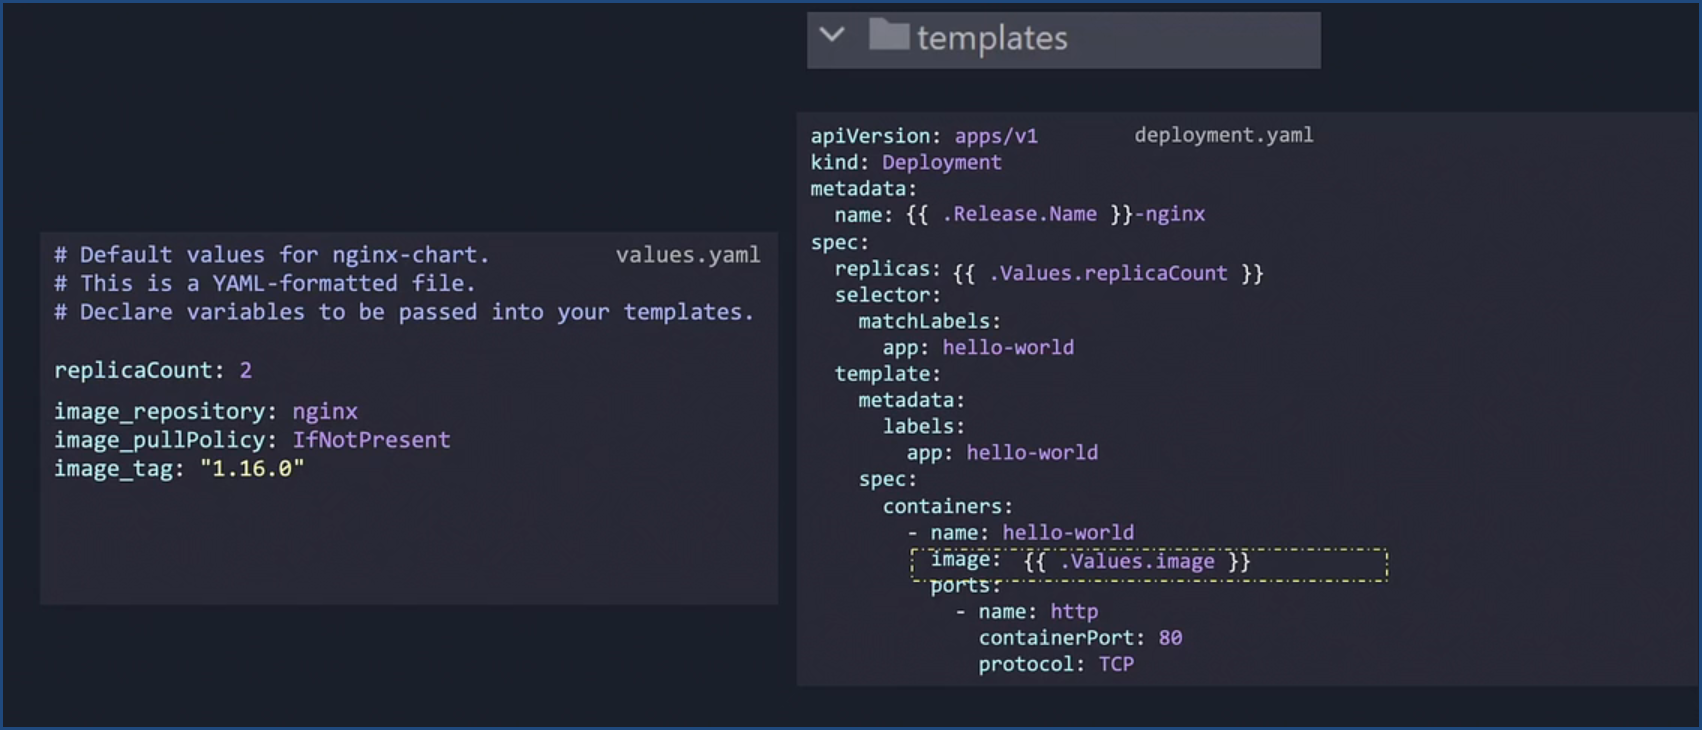 templates
# Default values for nginx-chart. values.yaml
# This is a YAML-formatted file.
# Declare variables to be passed into your templates.
replicaCount: 2
image_repository: nginx
image_pullPolicy: IfNotPresent
image_tag: "1.16.0"
apiVersion: apps/v1 deployment.yaml
kind: Deployment
metadata:
  name: {{ .Release.Name }}-nginx
spec:
  replicas: {{ .Values.replicaCount }}
  selector:
    matchLabels:
      app: hello-world
  template:
    metadata:
      labels:
        app: hello-world
    spec:
      containers:
        - name: hello-world
          image: {{ .Values.image }}
          ports:
            - name: http
              containerPort: 80
              protocol: TCP